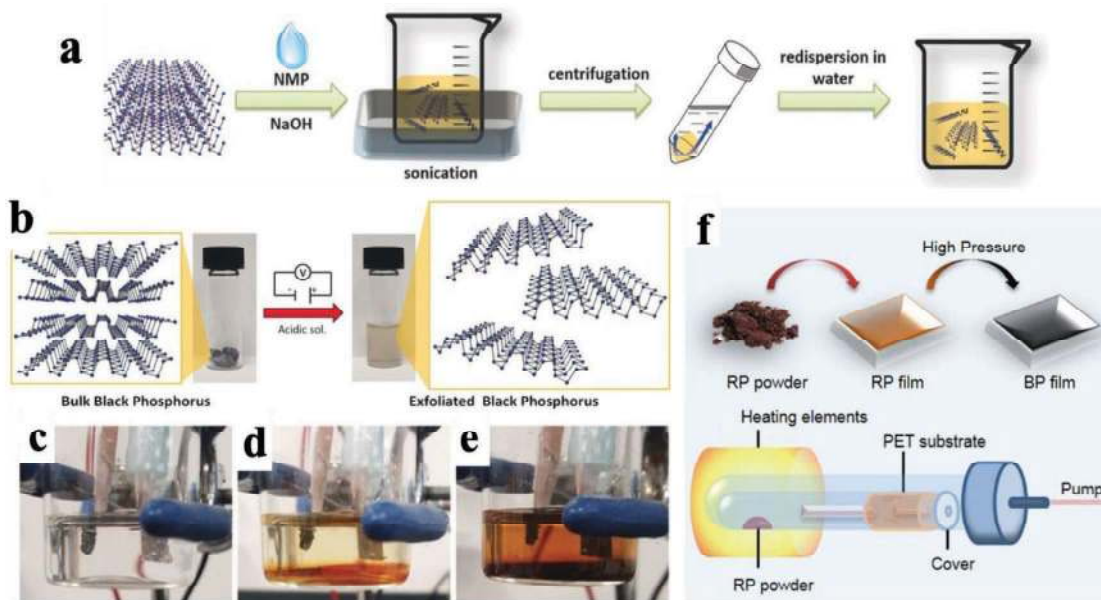 a
NMP
NaOH
sonication
centrifugation
redispersion in
water
b
V
- +
Acidic sol.
Bulk Black Phosphorus
Exfoliated Black Phosphorus
c
d
e
f
High Pressure
RP powder
RP film
BP film
Heating elements
PET substrate
Pump
Cover
RP powder